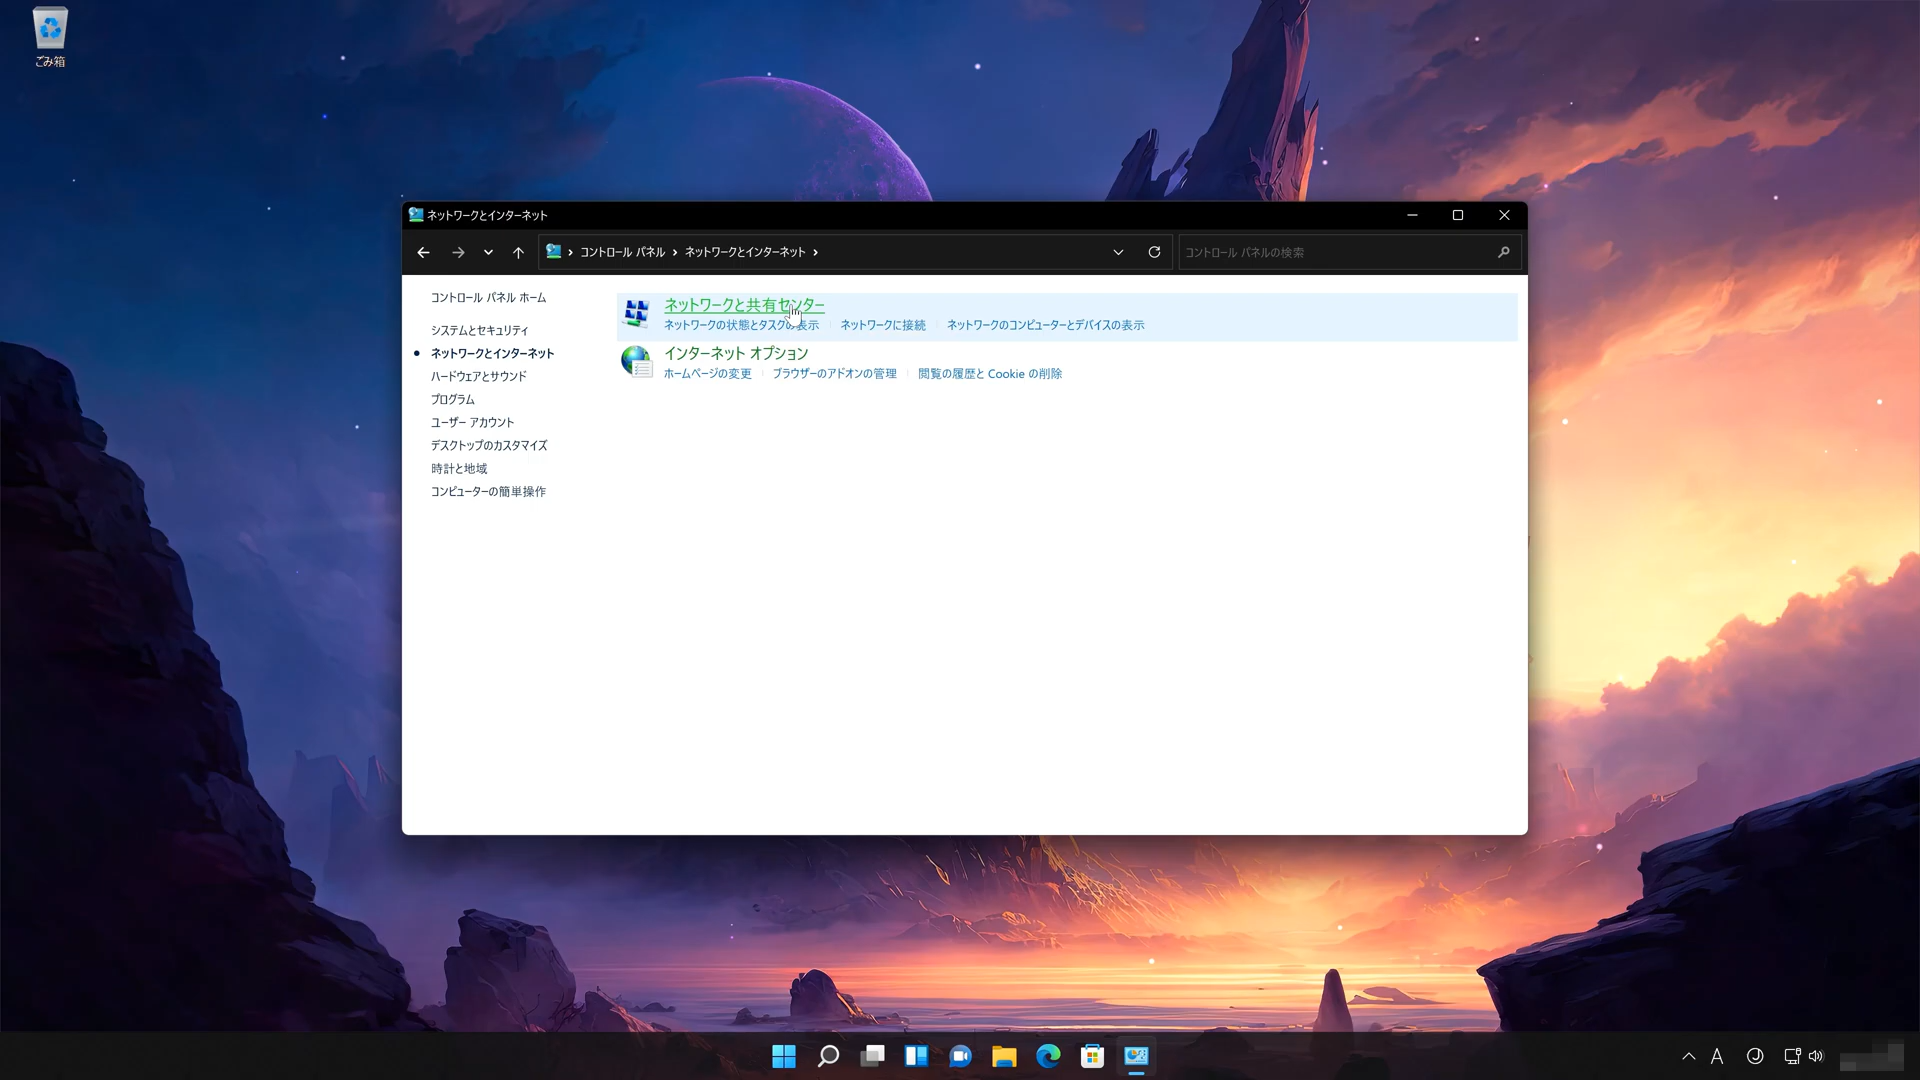 ごみ箱
ネットワークとインターネット
コントロール パネル › ネットワークとインターネット ›
コントロール パネルの検索
コントロール パネル ホーム
システムとセキュリティ
ネットワークとインターネット
ハードウェアとサウンド
プログラム
ユーザー アカウント
デスクトップのカスタマイズ
時計と地域
コンピューターの簡単操作
ネットワークと共有センター
ネットワークの状態とタスクの表示 ネットワークに接続 ネットワークのコンピューターとデバイスの表示
インターネット オプション
ホームページの変更 ブラウザーのアドオンの管理 閲覧の履歴と Cookie の削除
A